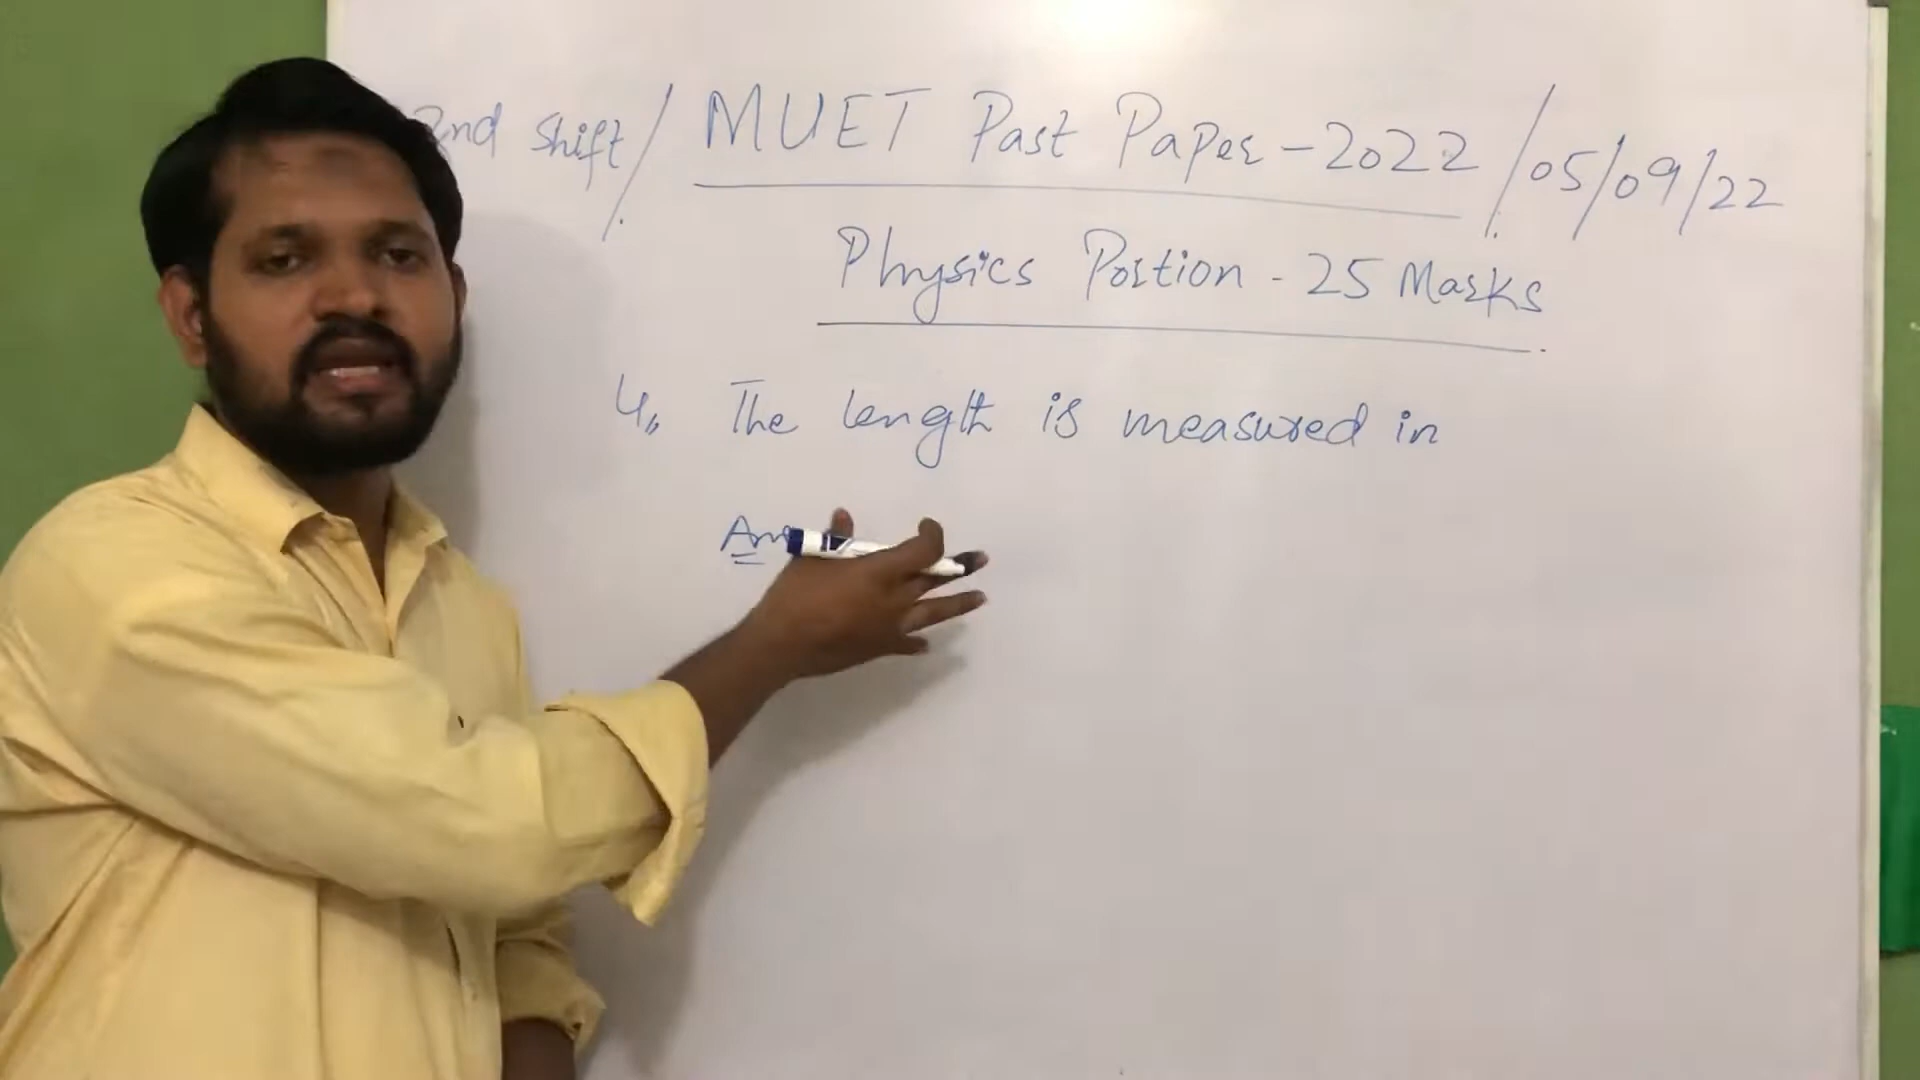 2nd Shift / MUET Past Paper - 2022 / 05/09/22
Physics Portion - 25 Marks
4,, The length is measured in
Ans